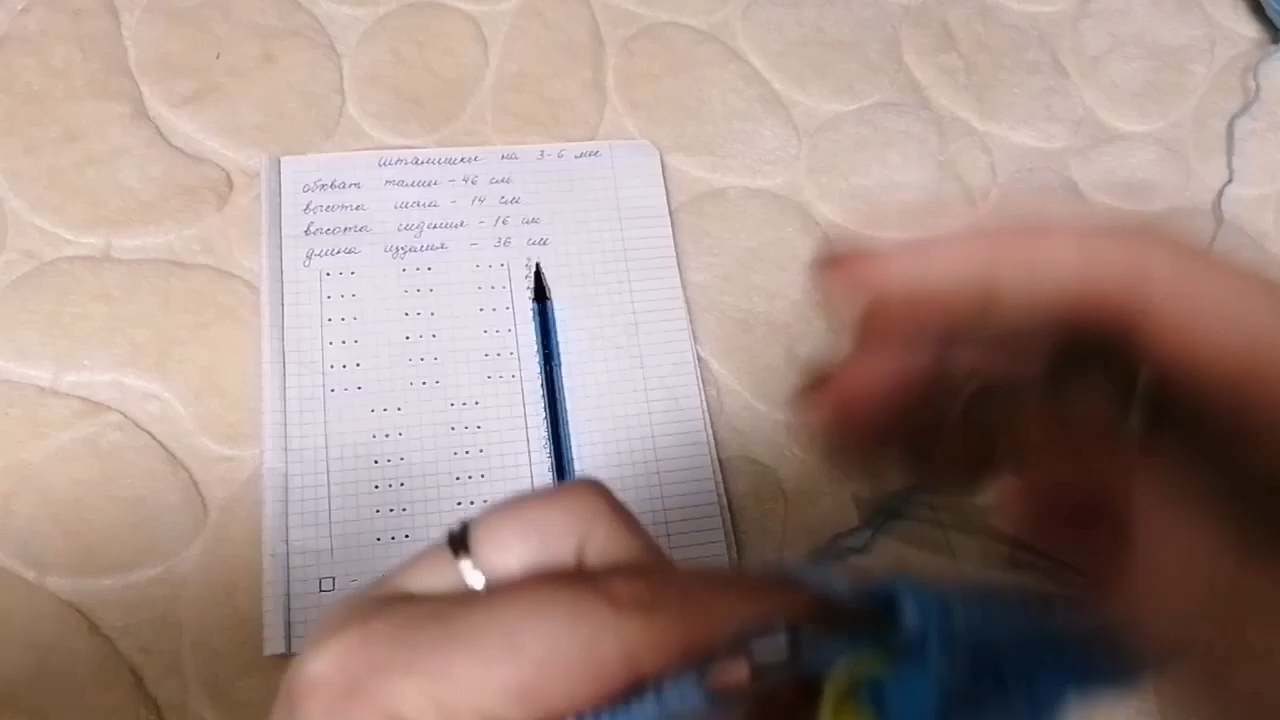 штанишки на 3-6 мес
обхват талии - 46 см
высота шага - 14 см
высота сидения - 16 см
длина изделия - 36 см